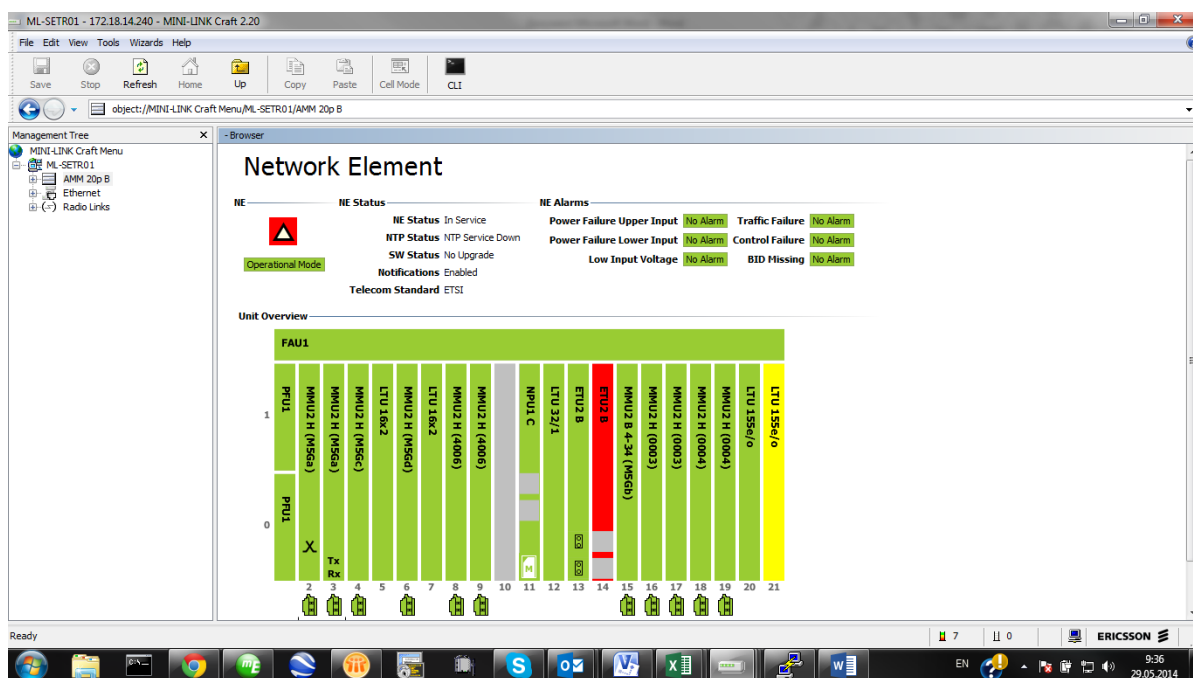 ML-SETR01 - 172.18.14.240 - MINI-LINK Craft 2.20
File Edit View Tools Wizards Help
Save Stop Refresh Home Up Copy Paste Cell Mode CLI
object://MINI-LINK Craft Menu/ML-SETR01/AMM 20p B
Management Tree X
- Browser
MINI-LINK Craft Menu
ML-SETR01
AMM 20p B
Ethernet
Radio Links
Network Element
NE
Operational Mode
NE Status
NE Status In Service
NTP Status NTP Service Down
SW Status No Upgrade
Notifications Enabled
Telecom Standard ETSI
NE Alarms
Power Failure Upper Input No Alarm Traffic Failure No Alarm
Power Failure Lower Input No Alarm Control Failure No Alarm
Low Input Voltage No Alarm BID Missing No Alarm
Unit Overview
FAU1
1
0
PFU1
PFU1
MMU2 H (M5Ga)
MMU2 H (M5Ga)
MMU2 H (M5Gc)
LTU 16x2
MMU2 H (M5Gd)
LTU 16x2
MMU2 H (4006)
MMU2 H (4006)
NPU1 C
LTU 32/1
ETU2 B
ETU2 B
MMU2 B 4-34 (M5Gb)
MMU2 H (0003)
MMU2 H (0003)
MMU2 H (0004)
MMU2 H (0004)
LTU 155e/o
LTU 155e/o
Tx
Rx
M
2 3 4 5 6 7 8 9 10 11 12 13 14 15 16 17 18 19 20 21
Ready
7 0 ERICSSON
EN 9:36
29.05.2014